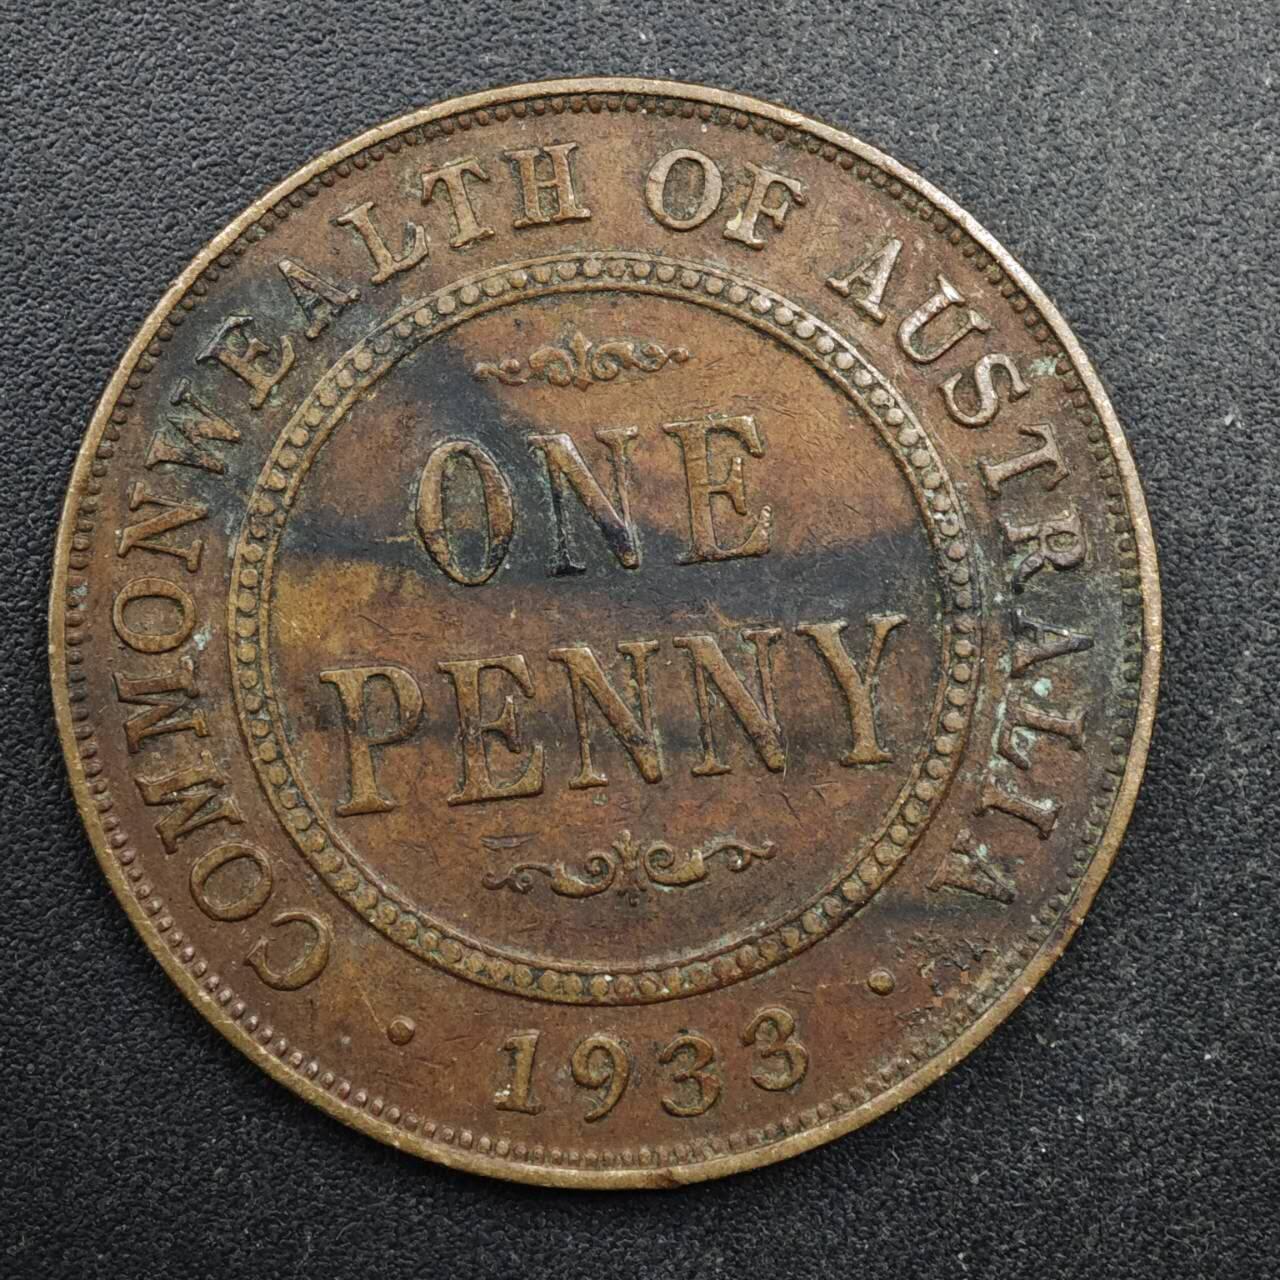 COMMONWEALTH OF AUSTRALIA
ONE
PENNY
· 1933 ·